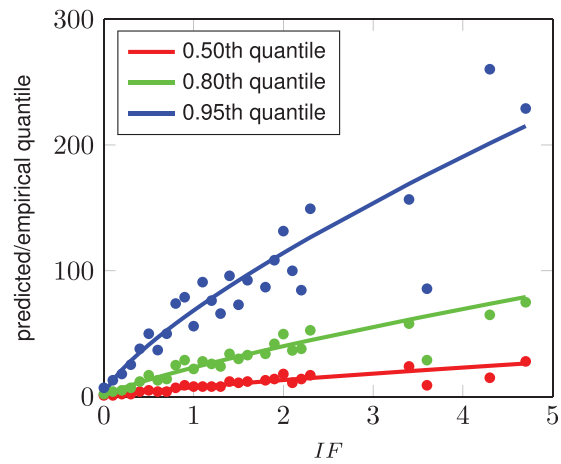 300
200
100
0
predicted/empirical quantile
0.50th quantile
0.80th quantile
0.95th quantile
0 1 2 3 4 5
IF